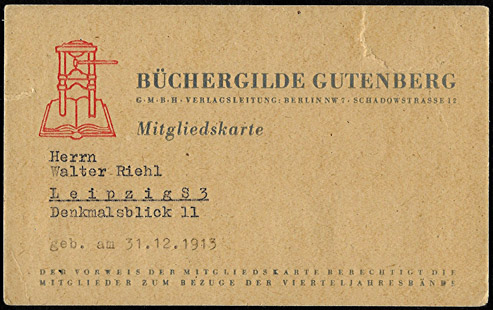 BÜCHERGILDE GUTENBERG
G·M·B·H · VERLAGSLEITUNG: BERLIN NW 7 · SCHADOWSTRASSE 12
Mitgliedskarte
Herrn
Walter Riehl
Leipzig S 3
Denkmalsblick 11
geb. am 31.12.1913
DER VORWEIS DER MITGLIEDSKARTE BERECHTIGT DIE
MITGLIEDER ZUM BEZUGE DER VIERTELJAHRESBÄNDE